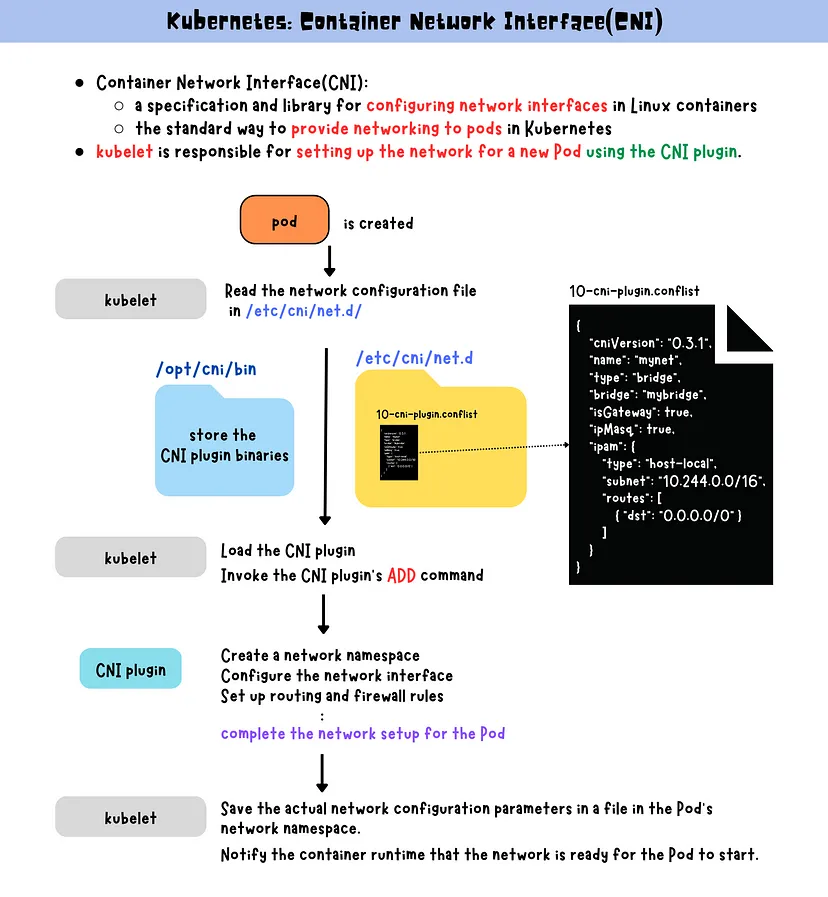 Kubernetes: Container Network Interface(CNI)
Container Network Interface(CNI):
a specification and library for configuring network interfaces in Linux containers
the standard way to provide networking to pods in Kubernetes
kubelet is responsible for setting up the network for a new Pod using the CNI plugin.
pod
is created
kubelet
Read the network configuration file
in /etc/cni/net.d/
/opt/cni/bin
store the
CNI plugin binaries
/etc/cni/net.d
10-cni-plugin.conflist
10-cni-plugin.conflist
{
"cniVersion": "0.3.1",
"name": "mynet",
"type": "bridge",
"bridge": "mybridge",
"isGateway": true,
"ipMasq": true,
"ipam": {
"type": "host-local",
"subnet": "10.244.0.0/16",
"routes": [
{ "dst": "0.0.0.0/0" }
]
}
}
kubelet
Load the CNI plugin
Invoke the CNI plugin's ADD command
CNI plugin
Create a network namespace
Configure the network interface
Set up routing and firewall rules
:
complete the network setup for the Pod
kubelet
Save the actual network configuration parameters in a file in the Pod's
network namespace.
Notify the container runtime that the network is ready for the Pod to start.